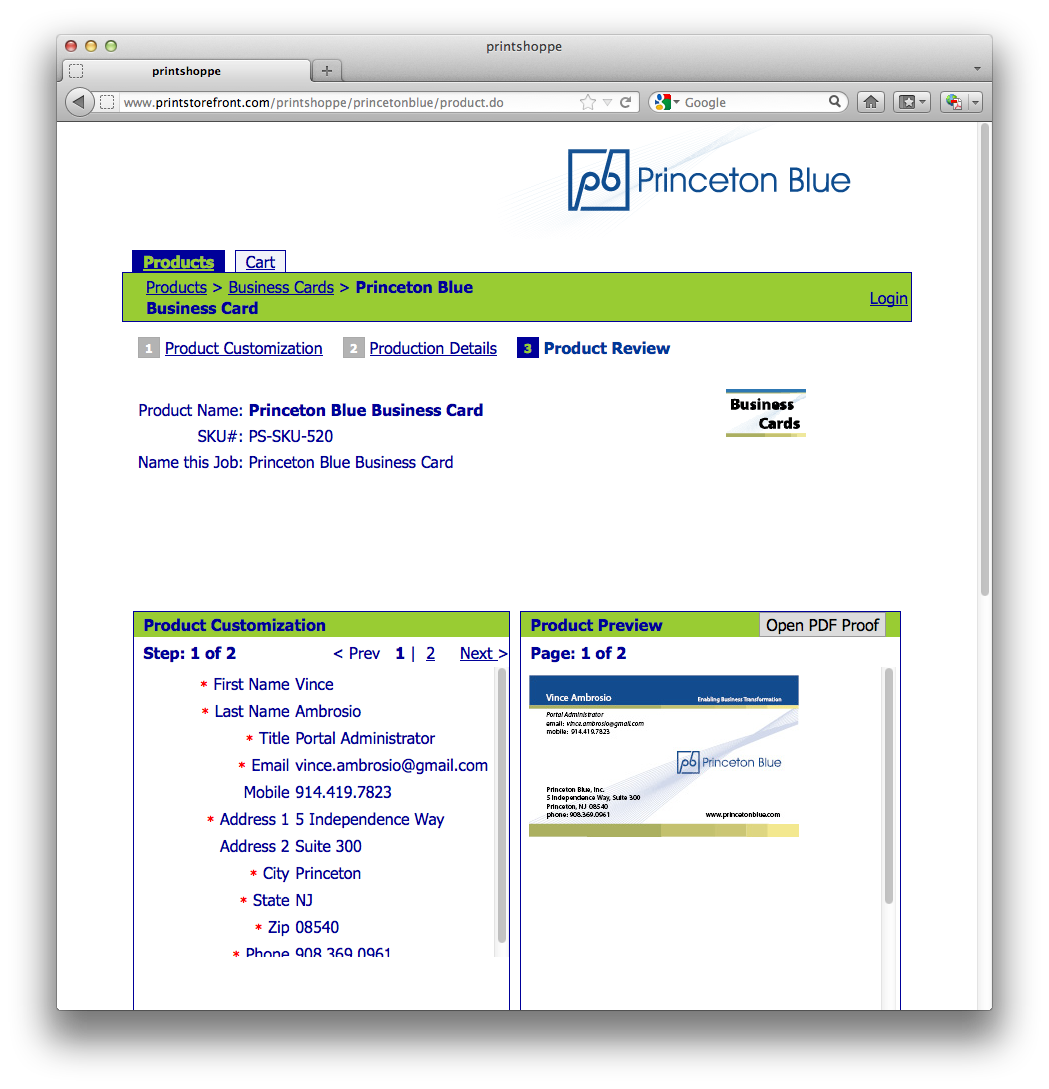 printshoppe
printshoppe
www.printstorefront.com/printshoppe/princetonblue/product.do
Google
pb Princeton Blue
Products Cart
Products > Business Cards > Princeton Blue
Business Card
Login
1 Product Customization 2 Production Details 3 Product Review
Product Name: Princeton Blue Business Card
SKU#: PS-SKU-520
Name this Job: Princeton Blue Business Card
Business
Cards
Product Customization
Step: 1 of 2 < Prev 1 | 2 Next >
* First Name Vince
* Last Name Ambrosio
* Title Portal Administrator
* Email vince.ambrosio@gmail.com
Mobile 914.419.7823
* Address 1 5 Independence Way
Address 2 Suite 300
* City Princeton
* State NJ
* Zip 08540
* Phone 908.369.0961
Product Preview Open PDF Proof
Page: 1 of 2
Vince Ambrosio Enabling Business Transformation
Portal Administrator
email: vince.ambrosio@gmail.com
mobile: 914.419.7823
pb Princeton Blue
Princeton Blue, Inc.
5 Independence Way, Suite 300
Princeton, NJ 08540
phone: 908.369.0961 www.princetonblue.com